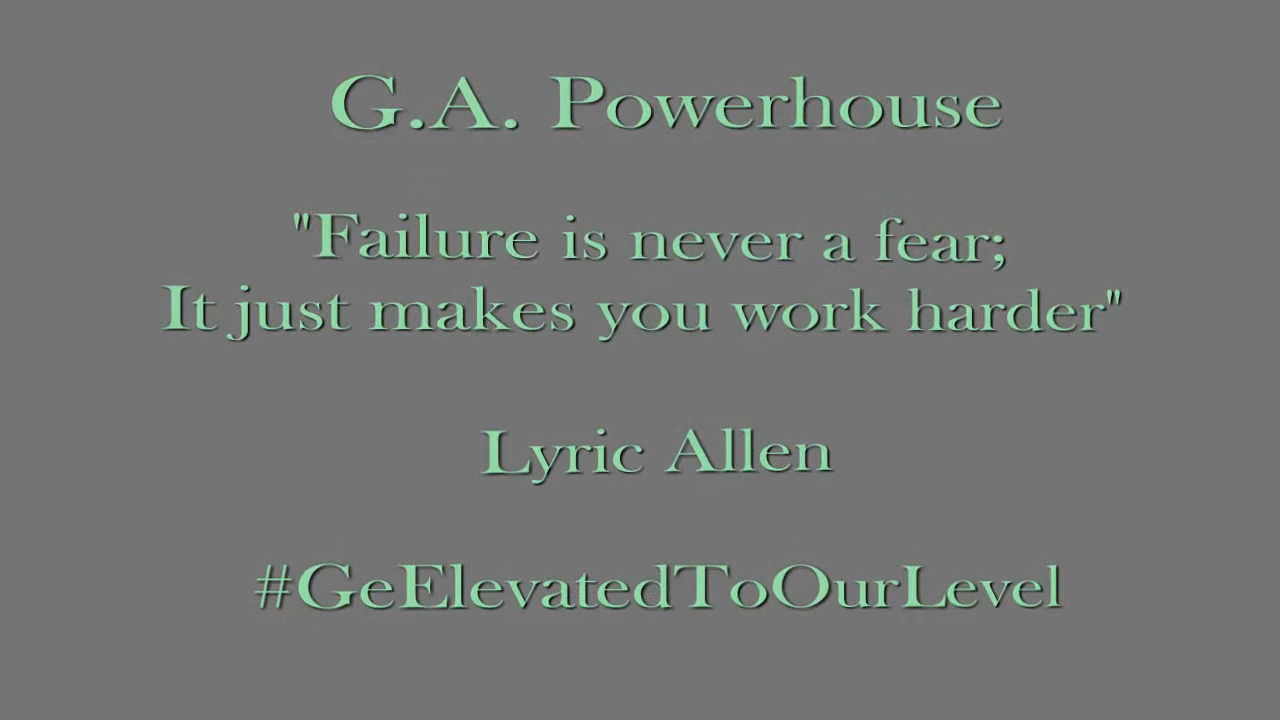 G.A. Powerhouse
"Failure is never a fear;
It just makes you work harder"
Lyric Allen
#GeElevatedToOurLevel